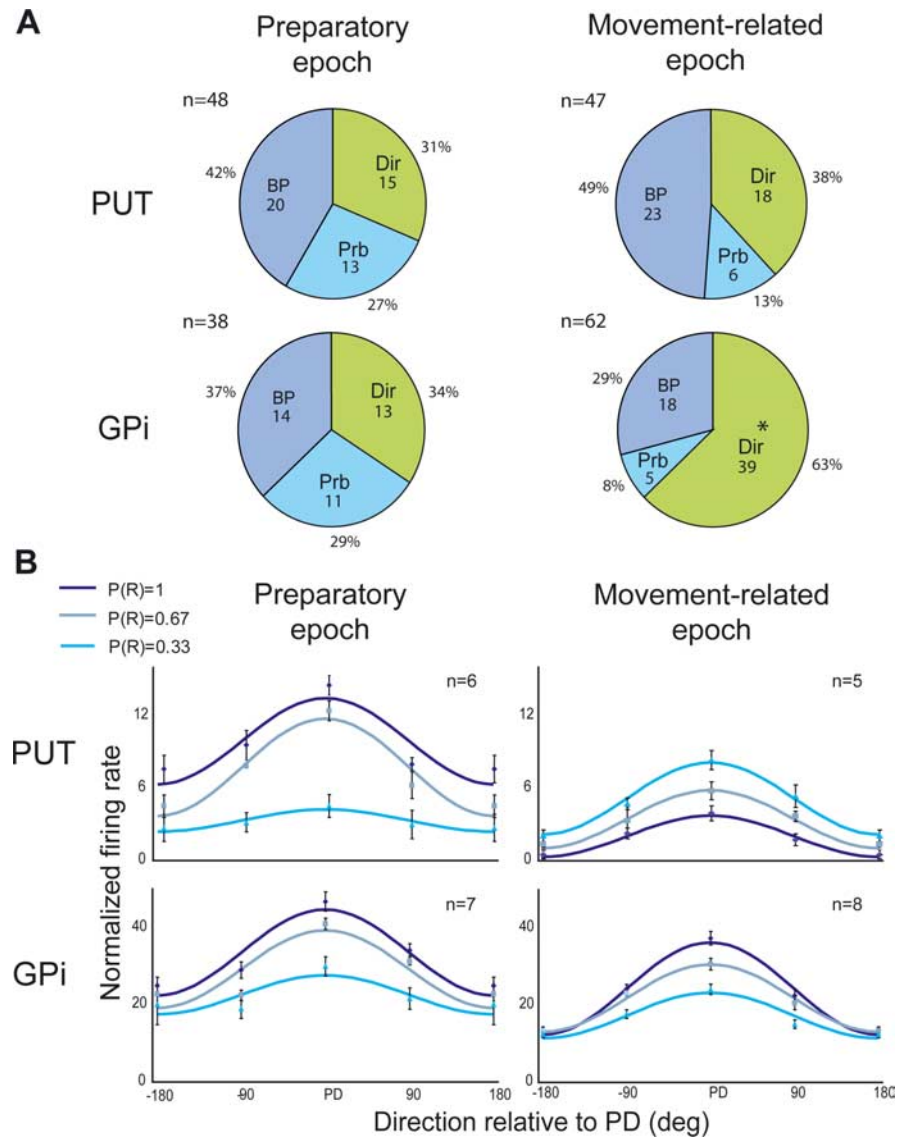 A
Preparatory
epoch
Movement-related
epoch
n=48
n=47
PUT
42%
BP
20
Dir
15
31%
Prb
13
27%
49%
BP
23
Dir
18
38%
Prb
6
13%
n=38
n=62
GPi
37%
BP
14
Dir
13
34%
Prb
11
29%
29%
BP
18
*
Dir
39
63%
Prb
5
8%
B
P(R)=1
P(R)=0.67
P(R)=0.33
Preparatory
epoch
Movement-related
epoch
PUT
n=6
n=5
12
6
0
12
6
0
GPi
Normalized firing rate
n=7
n=8
40
20
0
40
20
0
-180 -90 PD 90 180
-180 -90 PD 90 180
Direction relative to PD (deg)